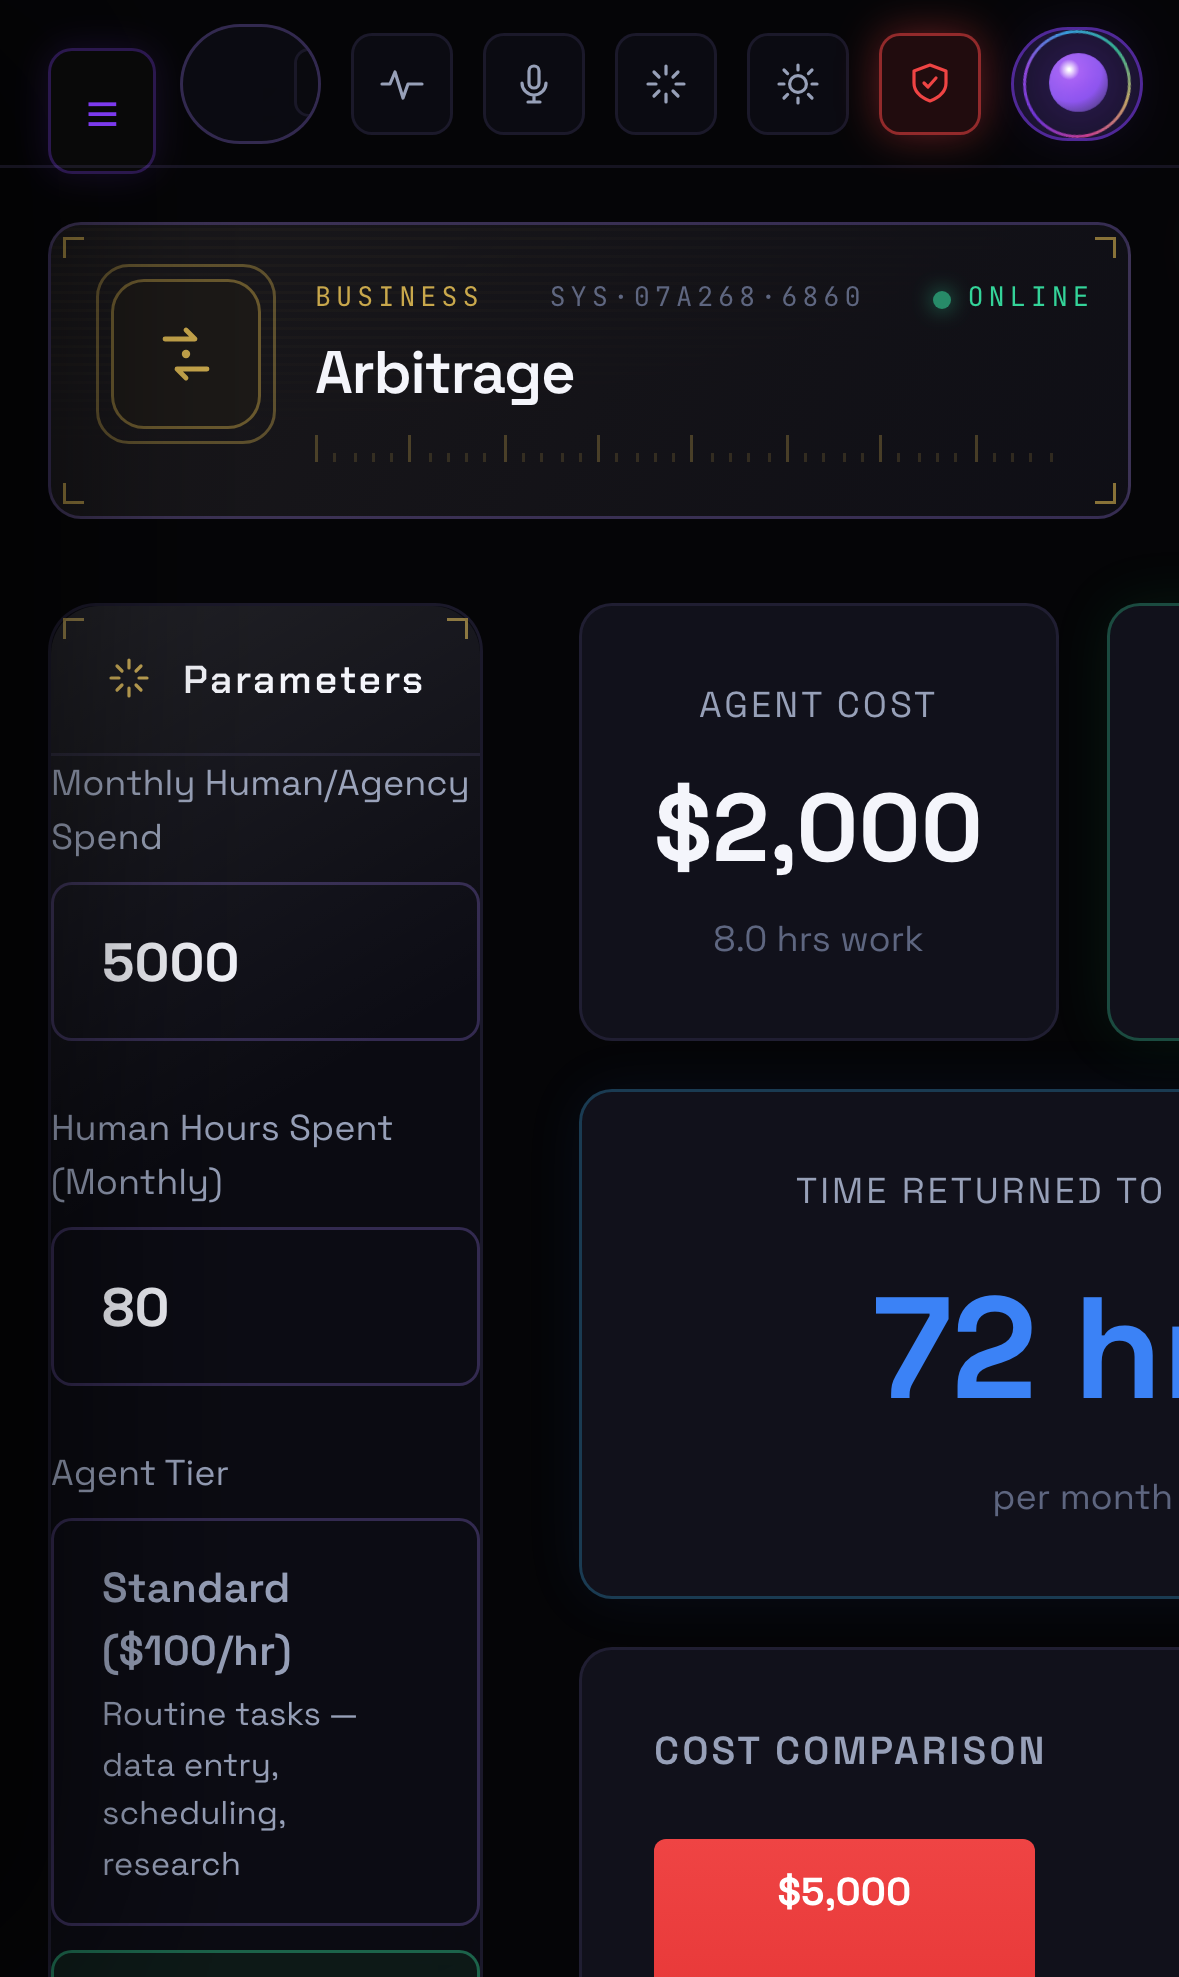 BUSINESS SYS·07A268·6860 ONLINE
Arbitrage
Parameters
Monthly Human/Agency
Spend
5000
Human Hours Spent
(Monthly)
80
Agent Tier
Standard
($100/hr)
Routine tasks —
data entry,
scheduling,
research
AGENT COST
$2,000
8.0 hrs work
TIME RETURNED TO
72 hr
per month
COST COMPARISON
$5,000